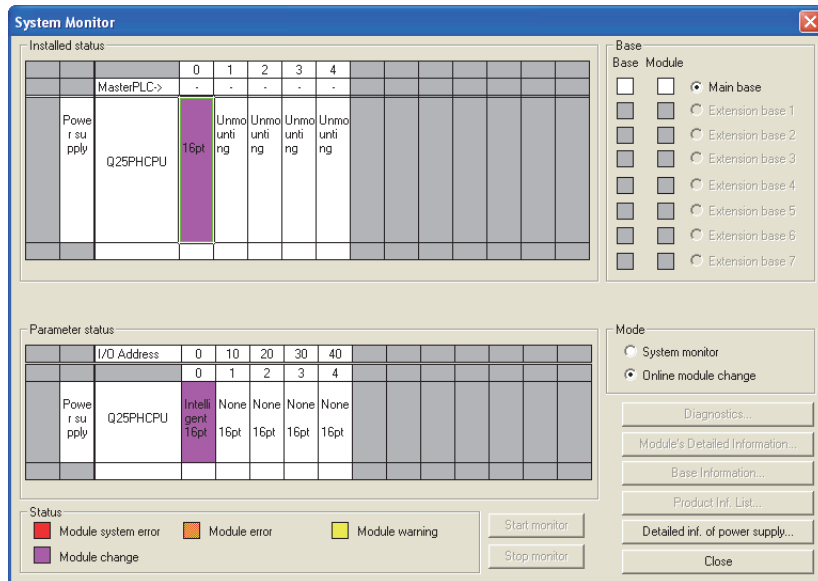 System Monitor
Installed status
0 1 2 3 4
MasterPLC-> - - - - -
Powe
r su
pply
Q25PHCPU
16pt
Unmo
unti
ng
Unmo
unti
ng
Unmo
unti
ng
Unmo
unti
ng
Base
Base Module
Main base
Extension base 1
Extension base 2
Extension base 3
Extension base 4
Extension base 5
Extension base 6
Extension base 7
Parameter status
I/O Address 0 10 20 30 40
0 1 2 3 4
Powe
r su
pply
Q25PHCPU
Intelli
gent
16pt
None
16pt
None
16pt
None
16pt
None
16pt
Mode
System monitor
Online module change
Diagnostics...
Module's Detailed Information...
Base Information...
Product Inf. List...
Detailed inf. of power supply...
Close
Status
Module system error
Module error
Module warning
Module change
Start monitor
Stop monitor